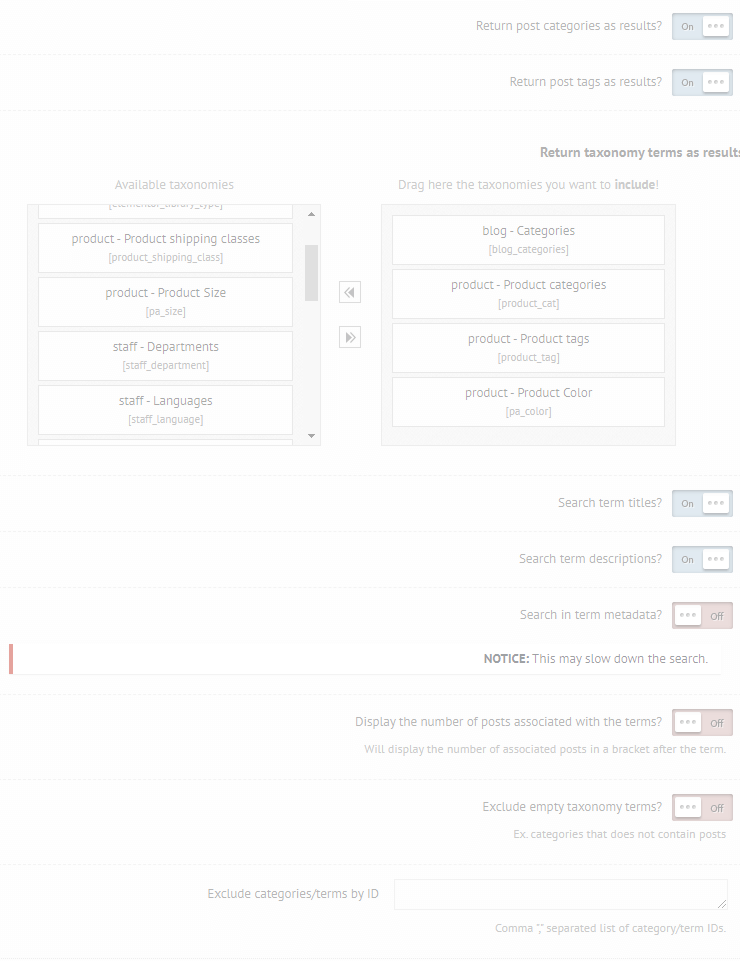 Return post categories as results? On
Return post tags as results? On
Return taxonomy terms as results
Available taxonomies
Drag here the taxonomies you want to include!
product - Product shipping classes
[product_shipping_class]
product - Product Size
[pa_size]
staff - Departments
[staff_department]
staff - Languages
[staff_language]
blog - Categories
[blog_categories]
product - Product categories
[product_cat]
product - Product tags
[product_tag]
product - Product Color
[pa_color]
Search term titles? On
Search term descriptions? On
Search in term metadata? Off
NOTICE: This may slow down the search.
Display the number of posts associated with the terms? Off
Will display the number of associated posts in a bracket after the term.
Exclude empty taxonomy terms? Off
Ex. categories that does not contain posts
Exclude categories/terms by ID
Comma "," separated list of category/term IDs.